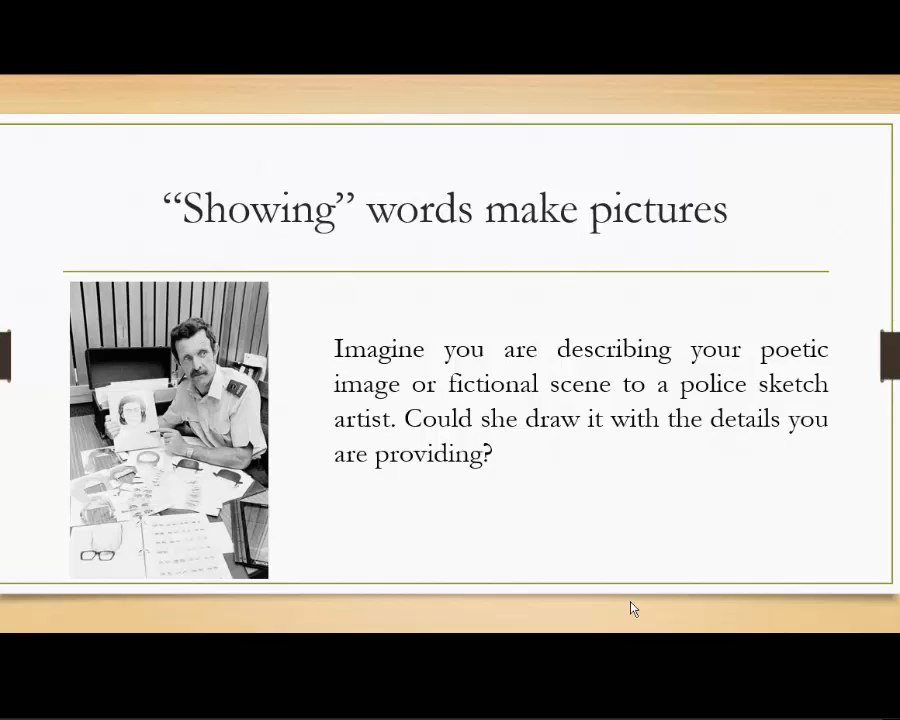 “Showing” words make pictures
Imagine you are describing your poetic
image or fictional scene to a police sketch
artist. Could she draw it with the details you
are providing?